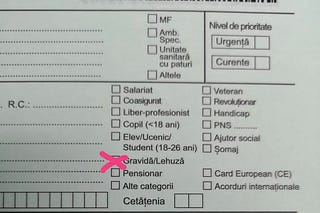 MF
Amb.
Spec.
Unitate
sanitară
cu paturi
Altele
Nivel de prioritate
Urgență
Curente
R.C.:
Salariat
Coasigurat
Liber-profesionist
Copil (<18 ani)
Elev/Ucenic/
Student (18-26 ani)
Gravidă/Lehuză
Pensionar
Alte categorii
Veteran
Revoluționar
Handicap
PNS
Ajutor social
Șomaj
Card European (CE)
Acorduri internaționale
Cetățenia